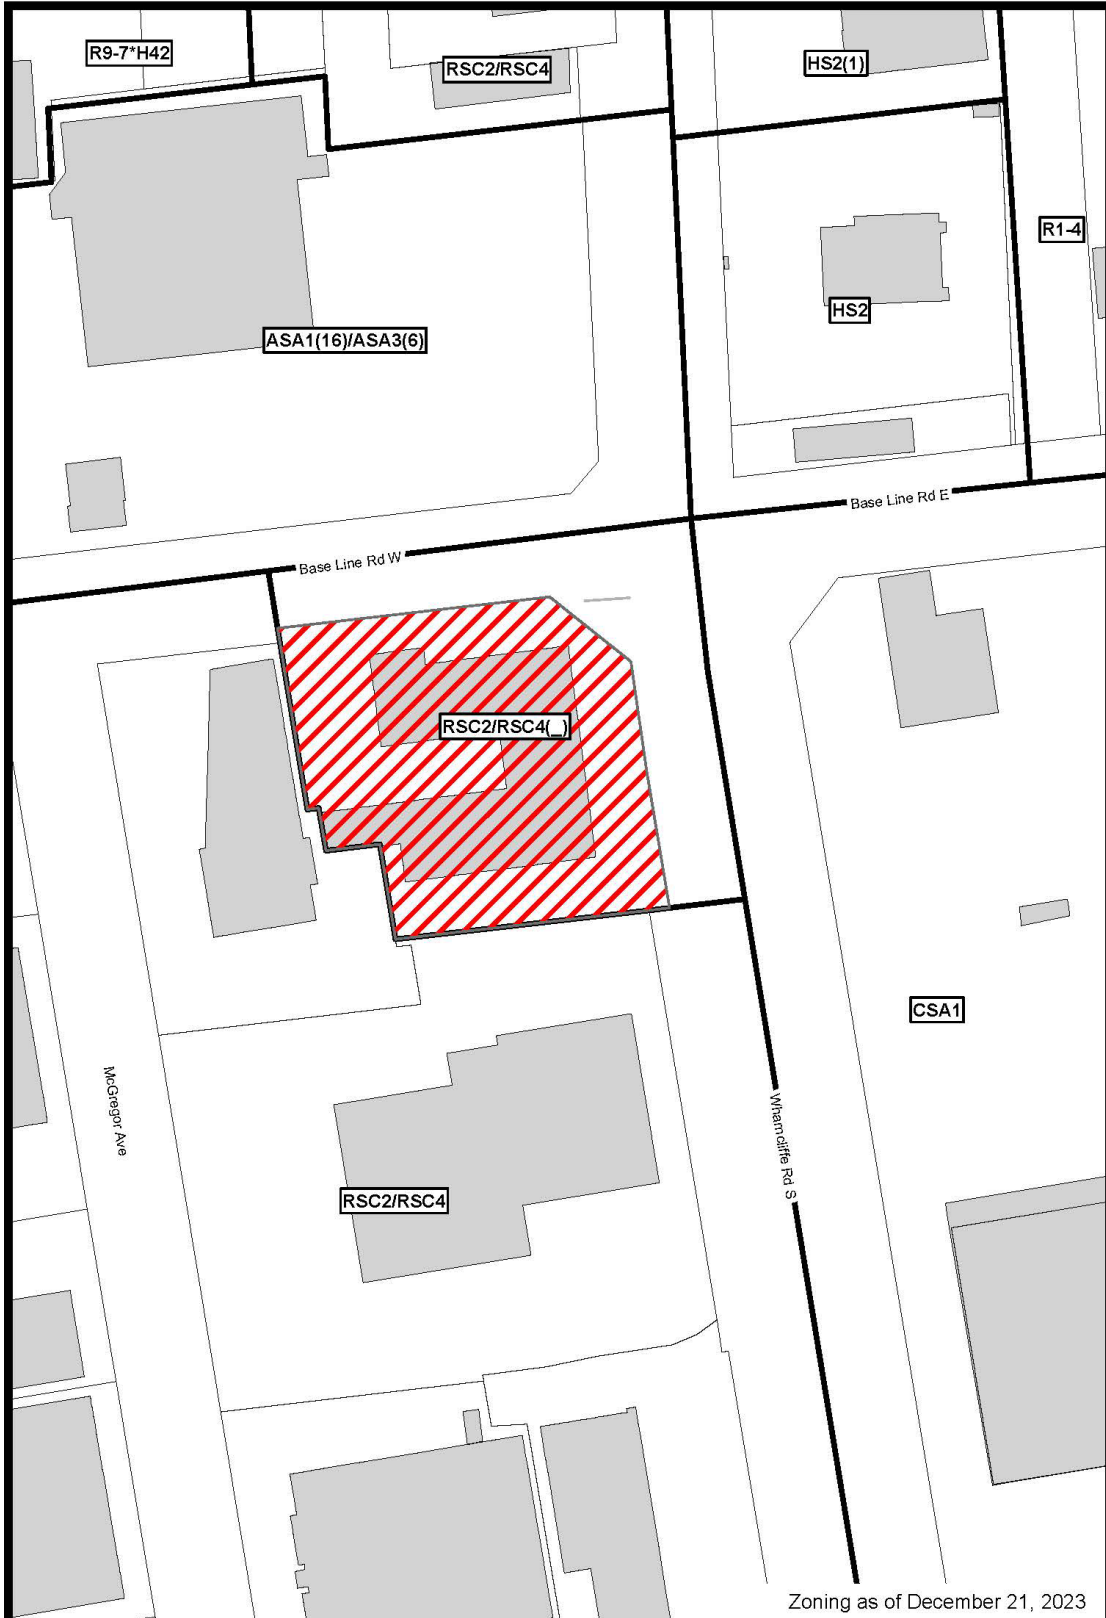 R9-7*H42
RSC2/RSC4
HS2(1)
R1-4
HS2
ASA1(16)/ASA3(6)
Base Line Rd E
Base Line Rd W
RSC2/RSC4(_)
CSA1
McGregor Ave
Wharncliffe Rd S
RSC2/RSC4
Zoning as of December 21, 2023